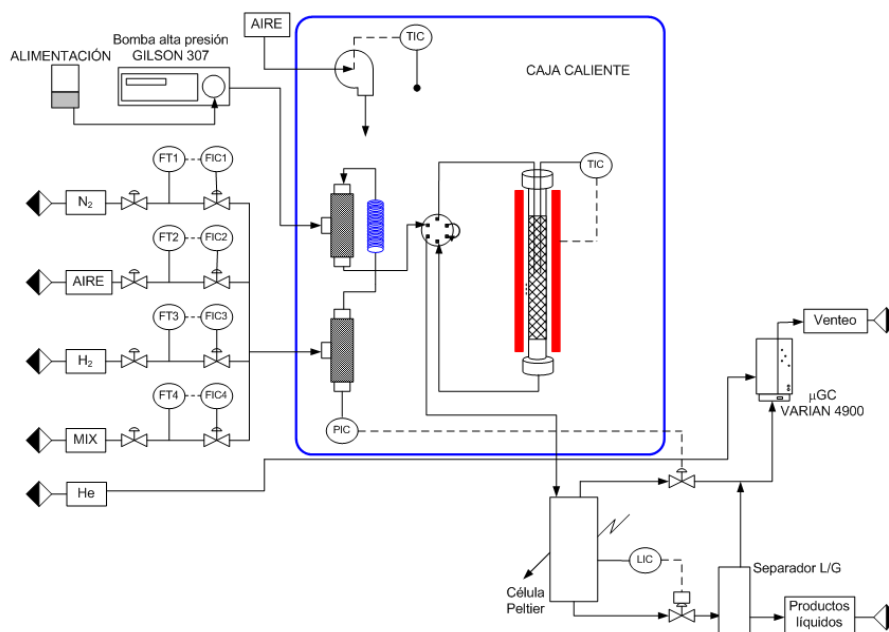 AIRE
TIC
CAJA CALIENTE
Bomba alta presión
GILSON 307
ALIMENTACIÓN
FT1
FIC1
N₂
TIC
FT2
FIC2
AIRE
FT3
FIC3
H₂
FT4
FIC4
MIX
PIC
He
Venteo
µGC
VARIAN 4900
LIC
Célula
Peltier
Separador L/G
Productos
líquidos